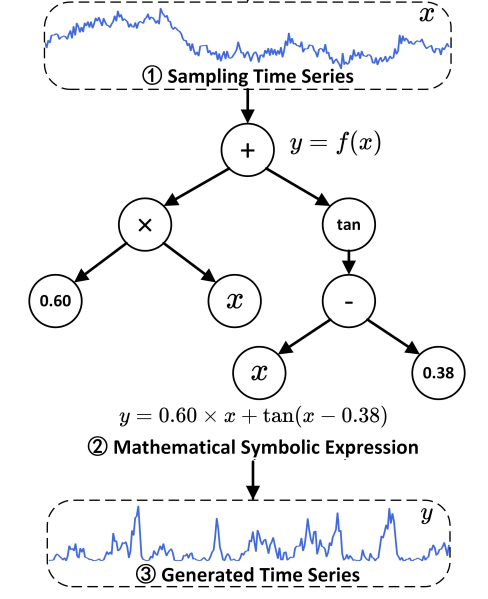 x
① Sampling Time Series
+
y = f(x)
×
tan
0.60
x
-
x
0.38
y = 0.60 × x + tan(x − 0.38)
② Mathematical Symbolic Expression
y
③ Generated Time Series